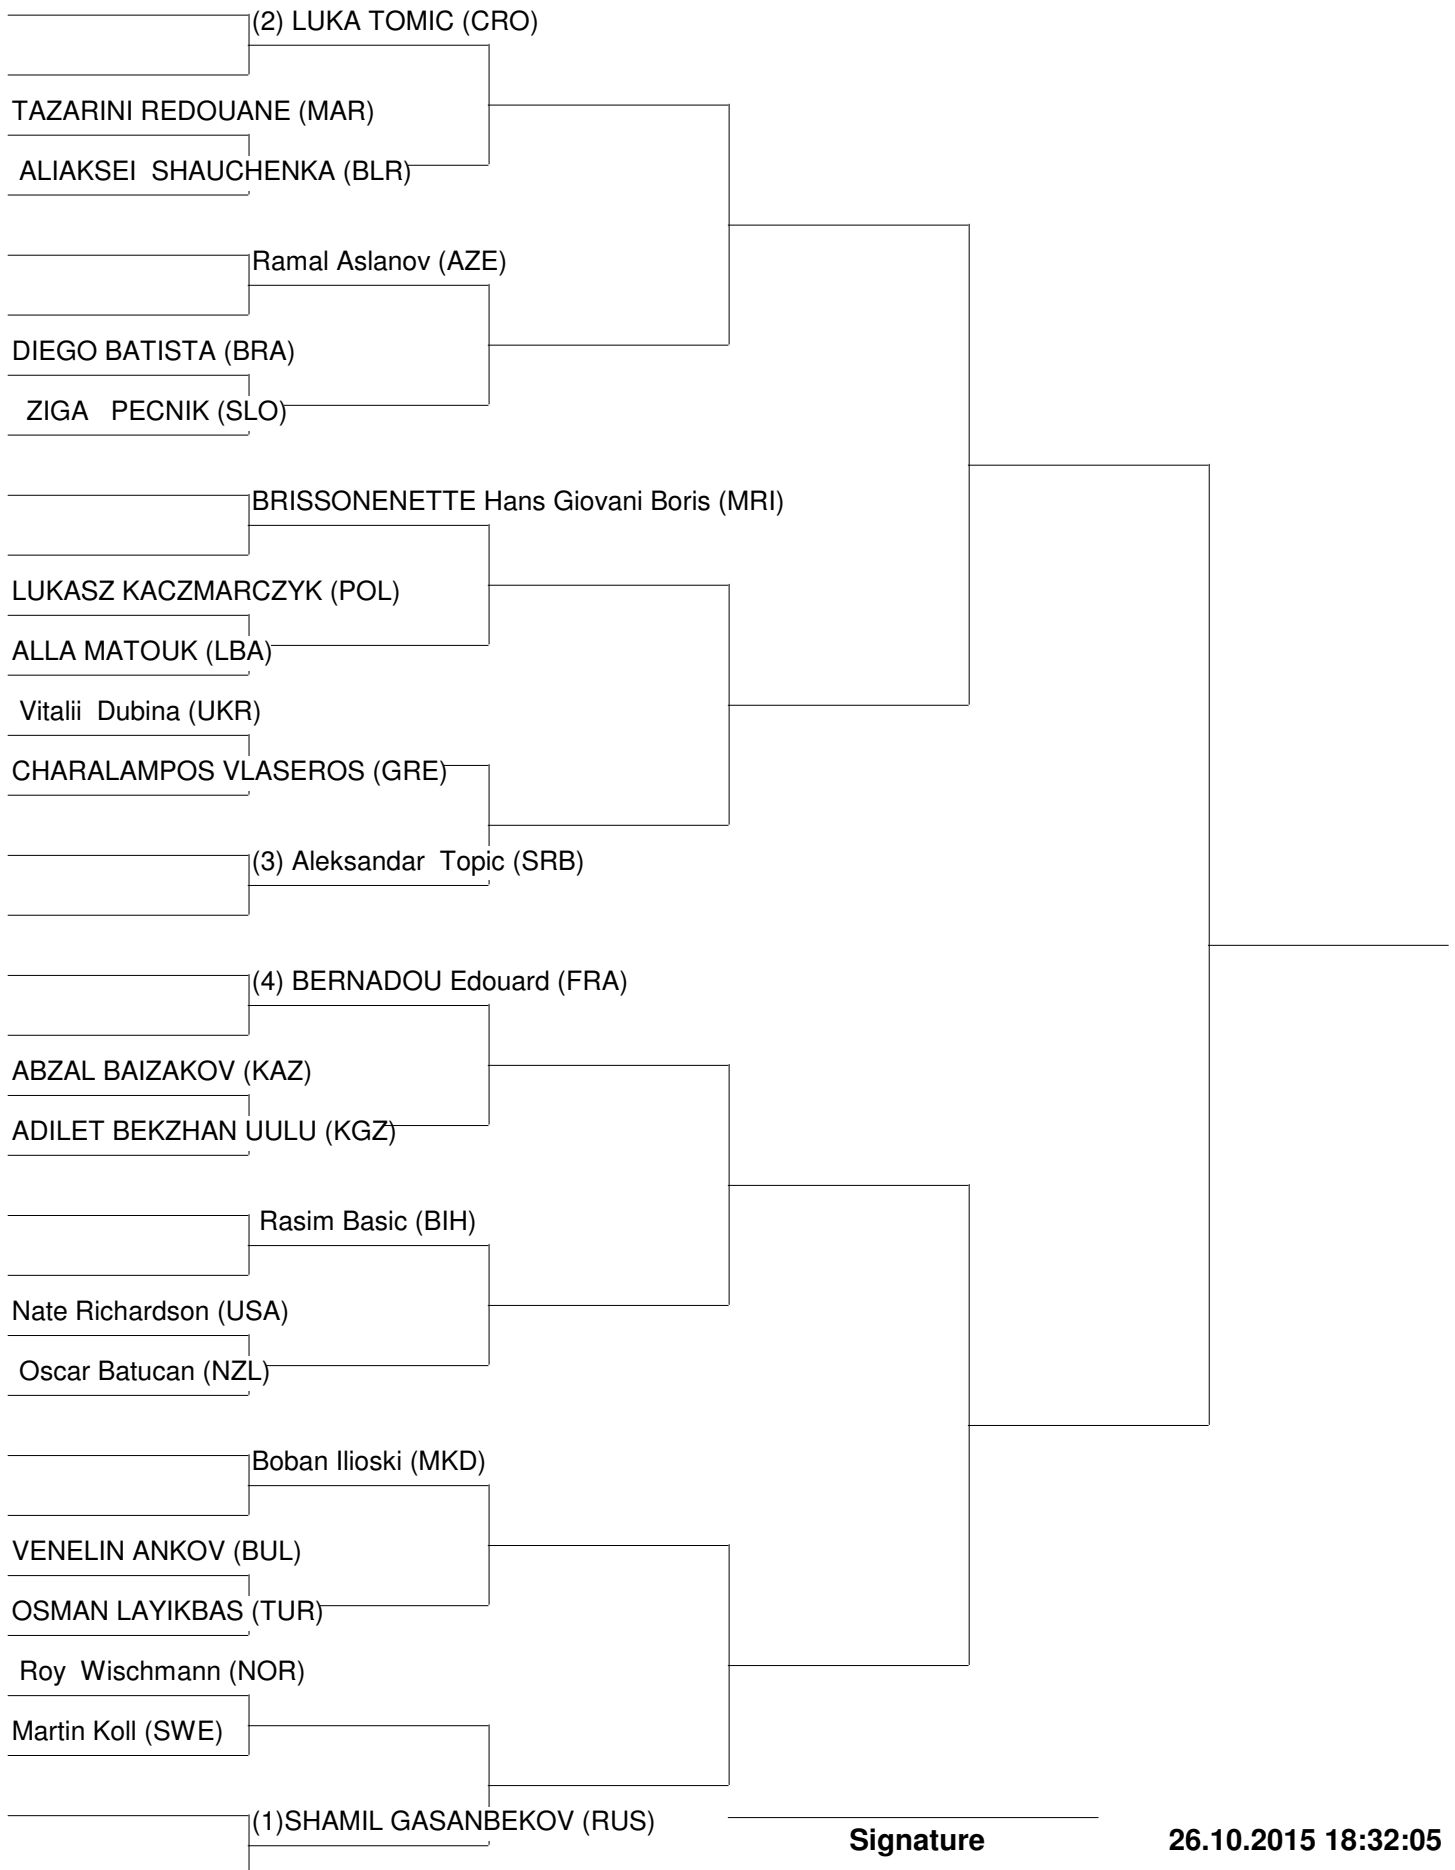 (2) LUKA TOMIC (CRO)
TAZARINI REDOUANE (MAR)
ALIAKSEI  SHAUCHENKA (BLR)
Ramal Aslanov (AZE)
DIEGO BATISTA (BRA)
ZIGA   PECNIK (SLO)
BRISSONENETTE Hans Giovani Boris (MRI)
LUKASZ KACZMARCZYK (POL)
ALLA MATOUK (LBA)
Vitalii  Dubina (UKR)
CHARALAMPOS VLASEROS (GRE)
(3) Aleksandar  Topic (SRB)
(4) BERNADOU Edouard (FRA)
ABZAL BAIZAKOV (KAZ)
ADILET BEKZHAN UULU (KGZ)
Rasim Basic (BIH)
Nate Richardson (USA)
Oscar Batucan (NZL)
Boban Ilioski (MKD)
VENELIN ANKOV (BUL)
OSMAN LAYIKBAS (TUR)
Roy  Wischmann (NOR)
Martin Koll (SWE)
(1)SHAMIL GASANBEKOV (RUS)
Signature
26.10.2015 18:32:05